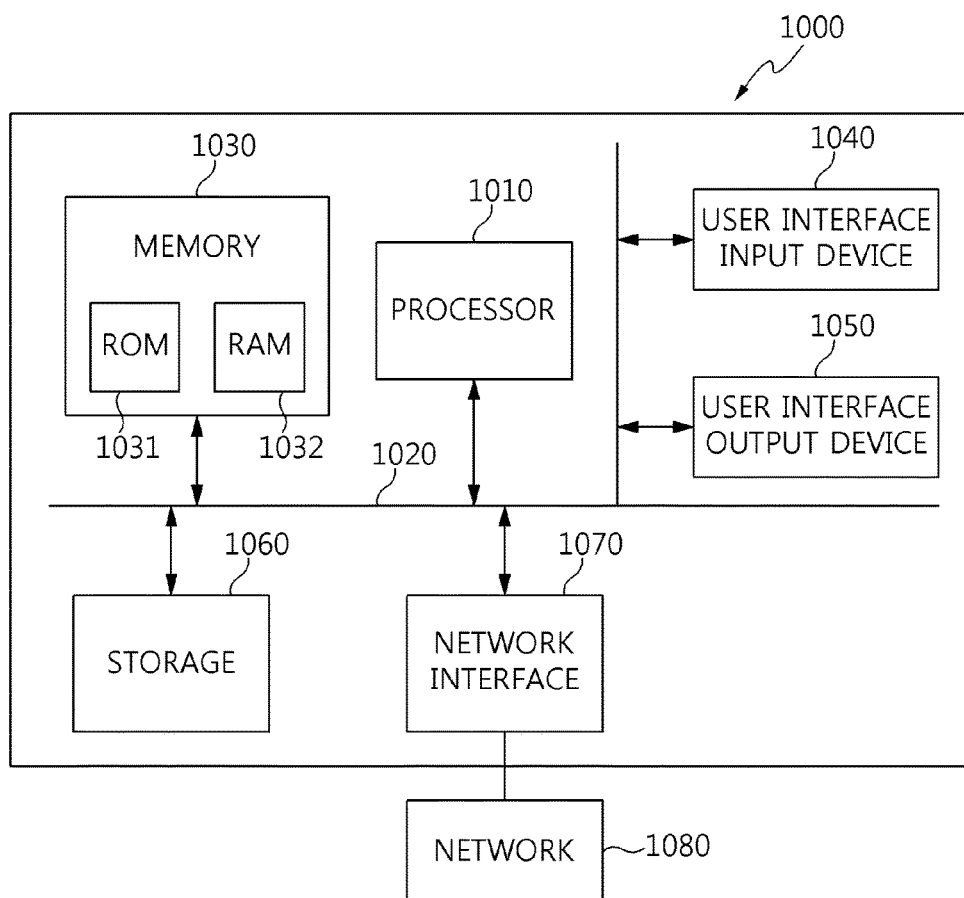 1000
1030
1010
1040
MEMORY
PROCESSOR
USER INTERFACE
INPUT DEVICE
ROM
RAM
1050
1031
1032
USER INTERFACE
OUTPUT DEVICE
1020
1060
1070
STORAGE
NETWORK
INTERFACE
NETWORK
1080